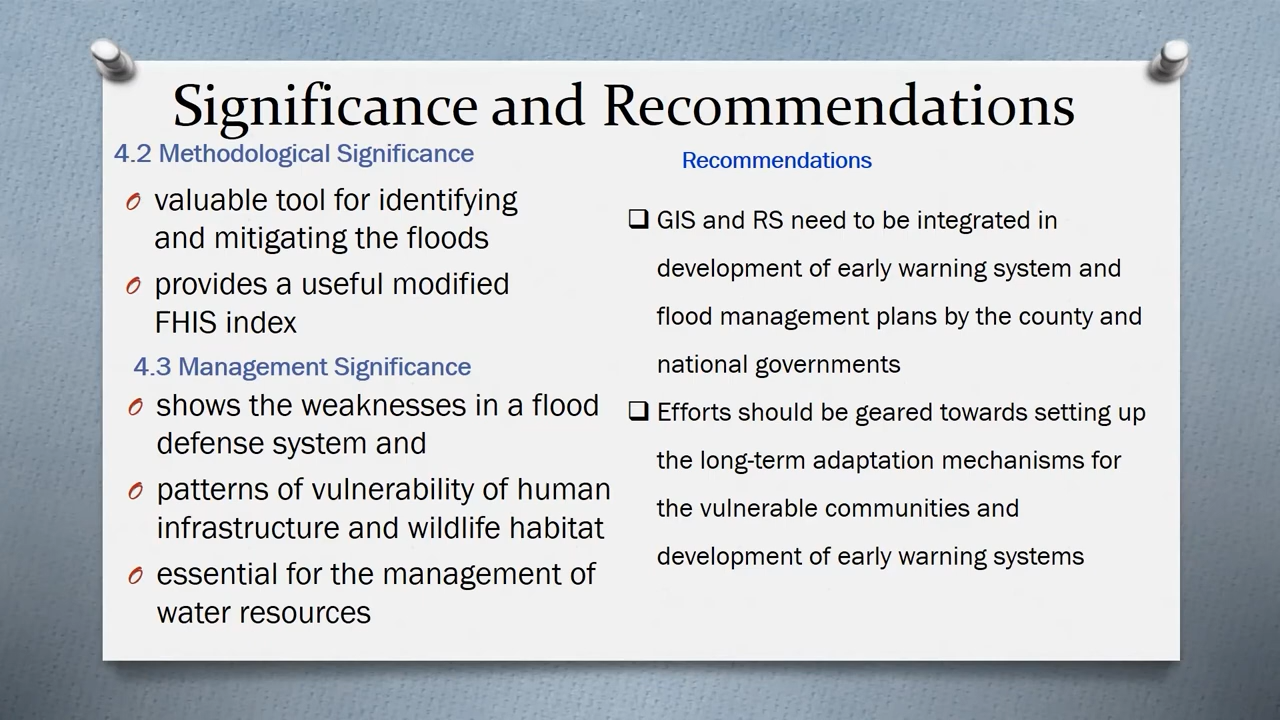 Significance and Recommendations
4.2 Methodological Significance
valuable tool for identifying
and mitigating the floods
provides a useful modified
FHIS index
4.3 Management Significance
shows the weaknesses in a flood
defense system and
patterns of vulnerability of human
infrastructure and wildlife habitat
essential for the management of
water resources
Recommendations
GIS and RS need to be integrated in
development of early warning system and
flood management plans by the county and
national governments
Efforts should be geared towards setting up
the long-term adaptation mechanisms for
the vulnerable communities and
development of early warning systems